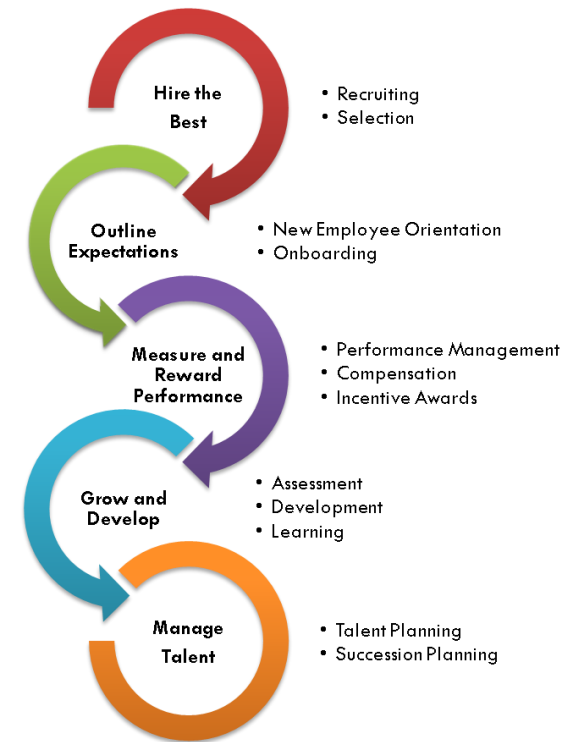 Hire the
Best
• Recruiting
• Selection
Outline
Expectations
• New Employee Orientation
• Onboarding
Measure and
Reward
Performance
• Performance Management
• Compensation
• Incentive Awards
Grow and
Develop
• Assessment
• Development
• Learning
Manage
Talent
• Talent Planning
• Succession Planning